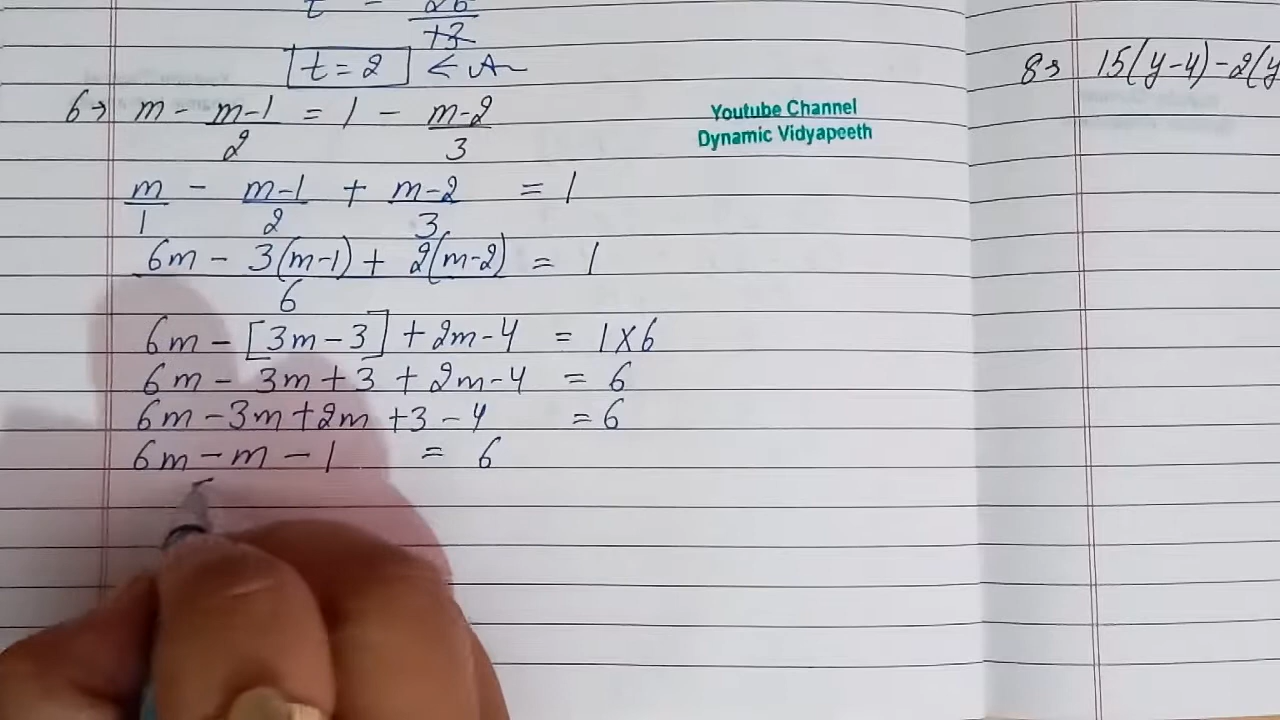 t = 26
+3
t = 2 ←
6→ m - m-1 = 1 - m-2
2 3
m - m-1 + m-2 = 1
1 2 3
6m - 3(m-1) + 2(m-2) = 1
6
6m - [3m - 3] + 2m - 4 = 1 X 6
6m - 3m + 3 + 2m - 4 = 6
6m - 3m + 2m + 3 - 4 = 6
6m - m - 1 = 6
Youtube Channel
Dynamic Vidyapeeth
8→ 15(y-4) - 2(y